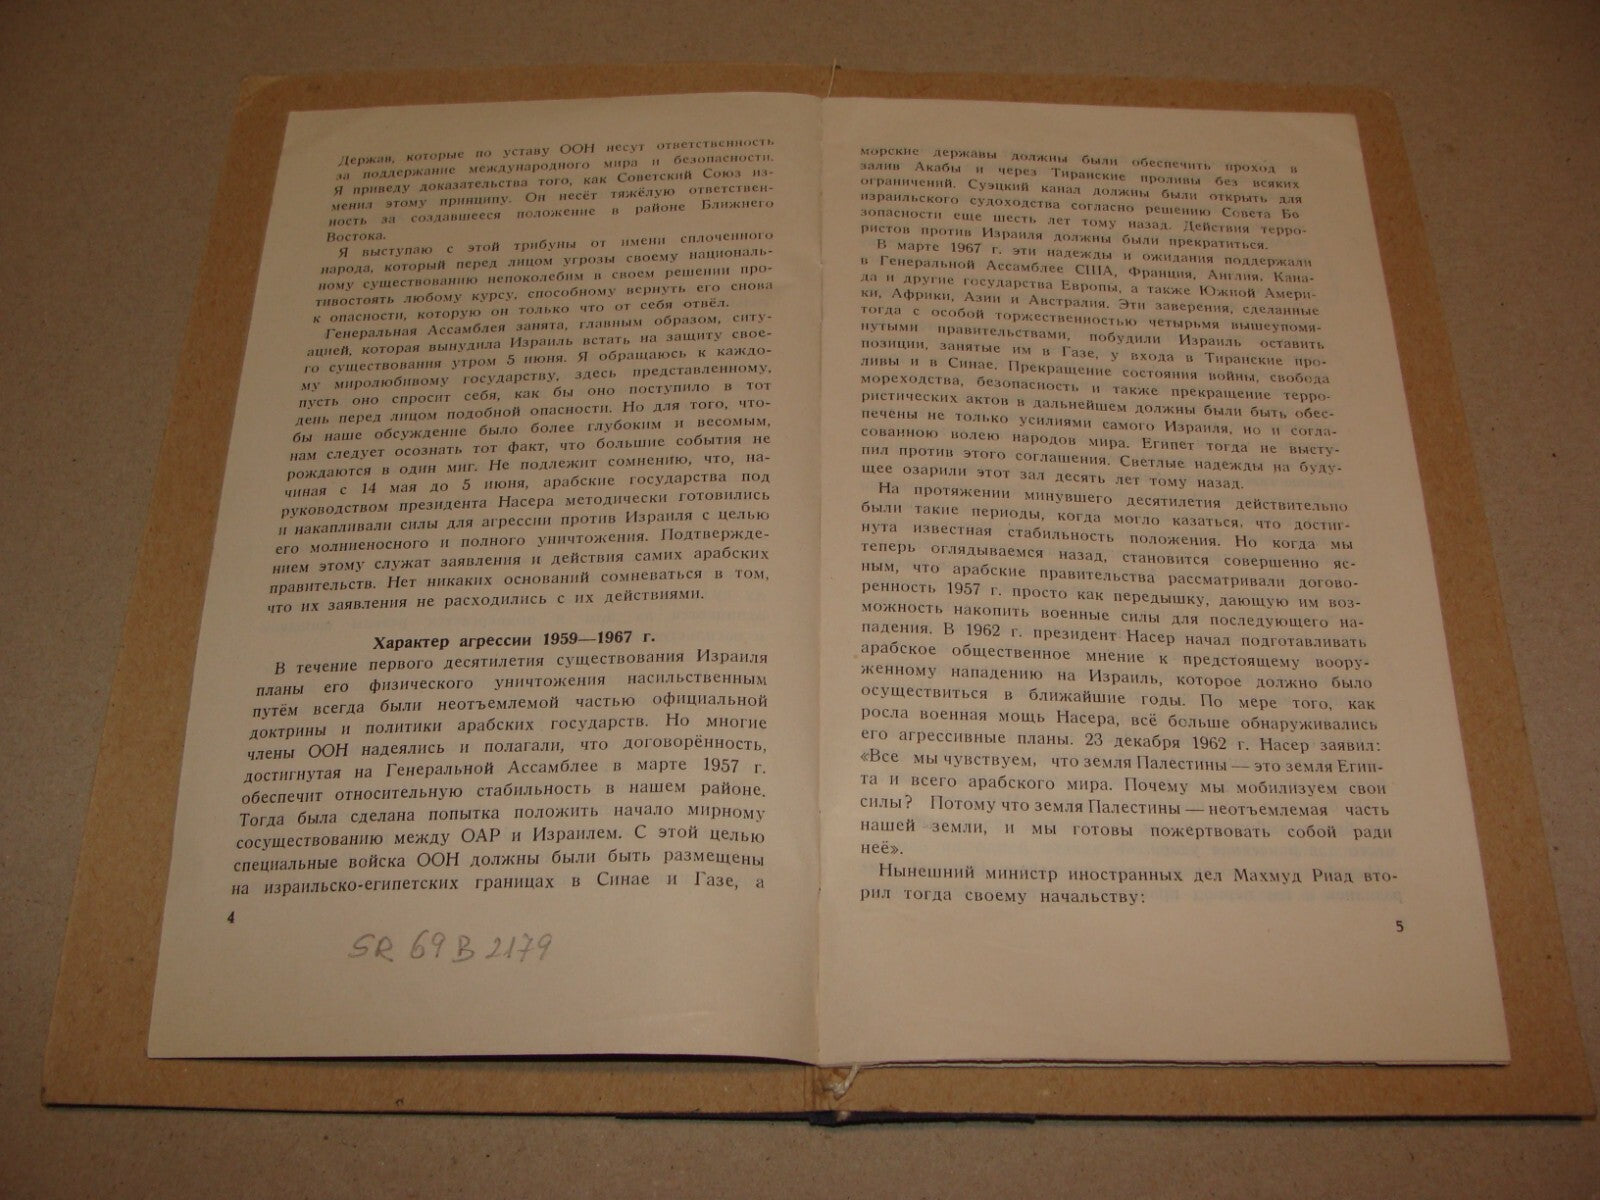 Держав, которые по уставу ООН несут ответственность
за поддержание международного мира и безопасности.
Я приведу доказательства того, как Советский Союз из-
менил этому принципу. Он несёт тяжёлую ответствен-
ность за создавшееся положение в районе Ближнего
Востока.
Я выступаю с этой трибуны от имени сплоченного
народа, который перед лицом угрозы своему националь-
ному существованию непоколебим в своем решении про-
тивостоять любому курсу, способному вернуть его снова
к опасности, которую он только что от себя отвёл.
Генеральная Ассамблея занята, главным образом, ситу-
ацией, которая вынудила Израиль встать на защиту свое-
го существования утром 5 июня. Я обращаюсь к каждо-
му миролюбивому государству, здесь представленному,
пусть оно спросит себя, как бы оно поступило в тот
день перед лицом подобной опасности. Но для того, что-
бы наше обсуждение было более глубоким и весомым,
нам следует осознать тот факт, что большие события не
рождаются в один миг. Не подлежит сомнению, что, на-
чиная с 14 мая до 5 июня, арабские государства под
руководством президента Насера методически готовились
и накапливали силы для агрессии против Израиля с целью
его молниеносного и полного уничтожения. Подтвержде-
нием этому служат заявления и действия самих арабских
правительств. Нет никаких оснований сомневаться в том,
что их заявления не расходились с их действиями.
Характер агрессии 1959—1967 г.
В течение первого десятилетия существования Израиля
планы его физического уничтожения насильственным
путём всегда были неотъемлемой частью официальной
доктрины и политики арабских государств. Но многие
члены ООН надеялись и полагали, что договорённость,
достигнутая на Генеральной Ассамблее в марте 1957 г.
обеспечит относительную стабильность в нашем районе.
Тогда была сделана попытка положить начало мирному
сосуществованию между ОАР и Израилем. С этой целью
специальные войска ООН должны были быть размещены
на израильско-египетских границах в Синае и Газе, а
4
SR 69 B 2179
морские державы должны были обеспечить проход в
залив Акабы и через Тиранские проливы без всяких
ограничений. Суэцкий канал должны были открыть для
израильского судоходства согласно решению Совета Бо
зопасности еще шесть лет тому назад. Действия терро-
ристов против Израиля должны были прекратиться.
В марте 1967 г. эти надежды и ожидания поддержали
в Генеральной Ассамблее США, Франция, Англия, Кана-
да и другие государства Европы, а также Южной Амери-
ки, Африки, Азии и Австралия. Эти заверения, сделанные
тогда с особой торжественностью четырьмя вышеупомя-
нутыми правительствами, побудили Израиль оставить
позиции, занятые им в Газе, у входа в Тиранские про-
ливы и в Синае. Прекращение состояния войны, свобода
мореходства, безопасность и также прекращение терро-
ристических актов в дальнейшем должны были быть обес-
печены не только усилиями самого Израиля, но и согла-
сованною волею народов мира. Египет тогда не высту-
пил против этого соглашения. Светлые надежды на буду-
щее озарили этот зал десять лет тому назад.
На протяжении минувшего десятилетия действительно
были такие периоды, когда могло казаться, что достиг-
нута известная стабильность положения. Но когда мы
теперь оглядываемся назад, становится совершенно яс-
ным, что арабские правительства рассматривали догово-
ренность 1957 г. просто как передышку, дающую им воз-
можность накопить военные силы для последующего на-
падения. В 1962 г. президент Насер начал подготавливать
арабское общественное мнение к предстоящему воору-
женному нападению на Израиль, которое должно было
осуществиться в ближайшие годы. По мере того, как
росла военная мощь Насера, всё больше обнаруживались
его агрессивные планы. 23 декабря 1962 г. Насер заявил:
«Все мы чувствуем, что земля Палестины — это земля Египта-
та и всего арабского мира. Почему мы мобилизуем свои
силы? Потому что земля Палестины — неотъемлемая часть
нашей земли, и мы готовы пожертвовать собой ради
неё».
Нынешний министр иностранных дел Махмуд Риад вто-
рил тогда своему начальству:
5